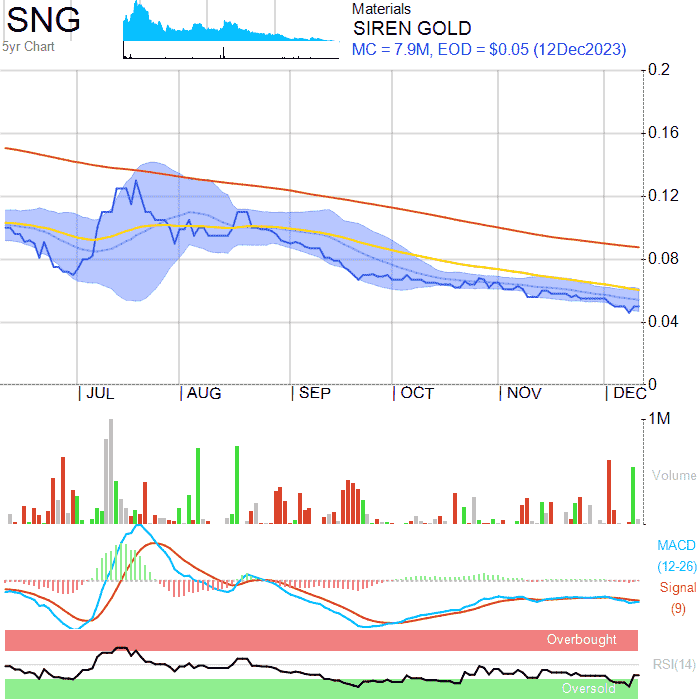 SNG
5yr Chart
Materials
SIREN GOLD
MC = 7.9M, EOD = $0.05 (12Dec2023)
0.2
0.16
0.12
0.08
0.04
0
JUL
AUG
SEP
OCT
NOV
DEC
1M
Volume
MACD
(12-26)
Signal
(9)
Overbought
RSI(14)
Oversold